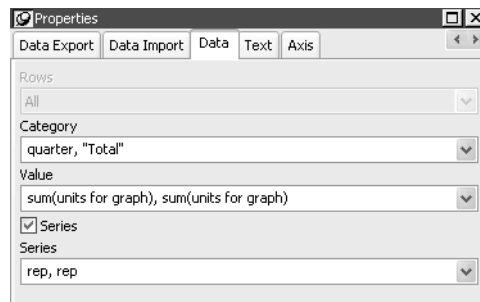 Properties
Data Export Data Import Data Text Axis
Rows
All
Category
quarter, "Total"
Value
sum(units for graph), sum(units for graph)
Series
Series
rep, rep